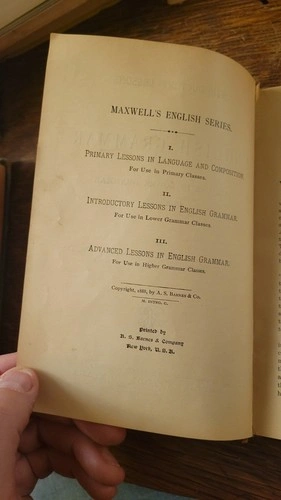 MAXWELL'S ENGLISH SERIES.
I.
PRIMARY LESSONS IN LANGUAGE AND COMPOSITION
For Use in Primary Classes.
II.
INTRODUCTORY LESSONS IN ENGLISH GRAMMAR.
For Use in Lower Grammar Classes.
III.
ADVANCED LESSONS IN ENGLISH GRAMMAR.
For Use in Higher Grammar Classes.
Copyright, 1886, by A. S. BARNES & CO.
Printed by
A. S. Barnes & Company
New York, U. S. A.